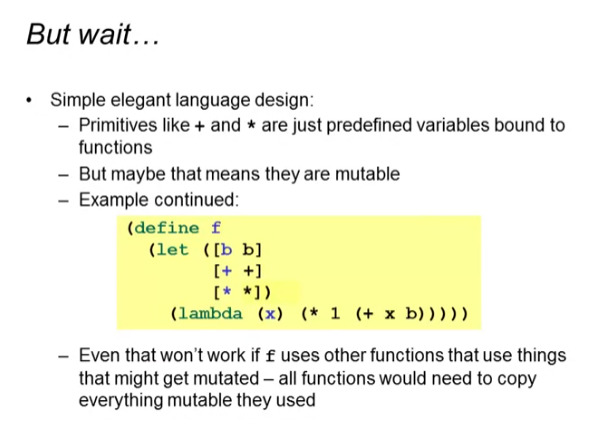 But wait…
• Simple elegant language design:
– Primitives like + and * are just predefined variables bound to
functions
– But maybe that means they are mutable
– Example continued:
(define f
(let ([b b]
[+ +]
[* *])
(lambda (x) (* 1 (+ x b)))))
– Even that won't work if f uses other functions that use things
that might get mutated – all functions would need to copy
everything mutable they used